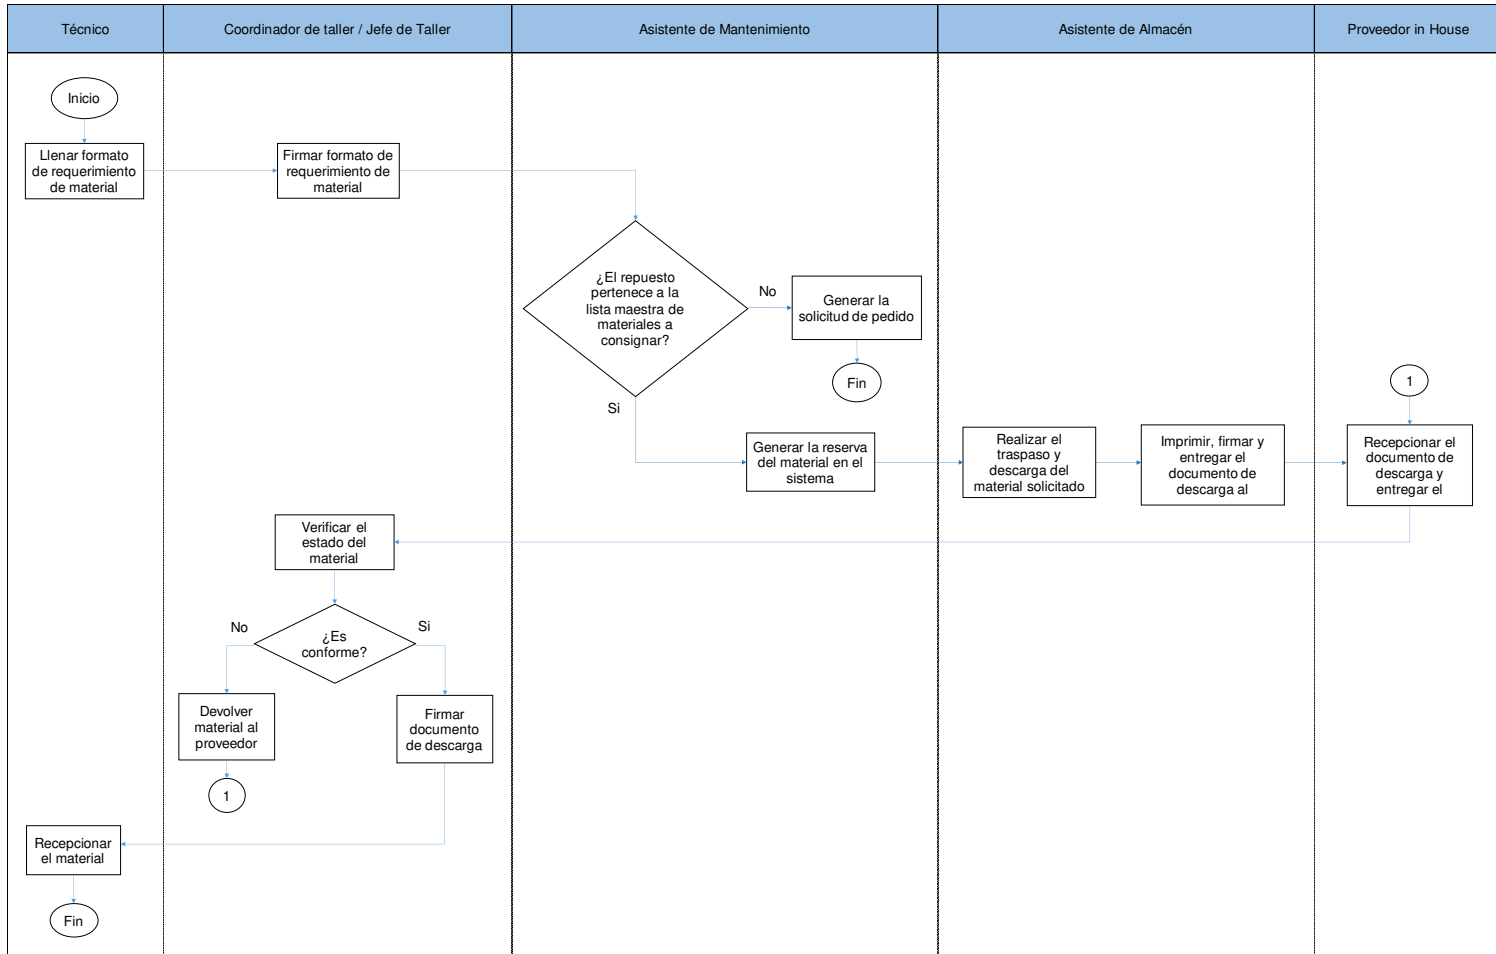 Técnico
Coordinador de taller / Jefe de Taller
Asistente de Mantenimiento
Asistente de Almacén
Proveedor in House
Inicio
Llenar formato
de requerimiento
de material
Firmar formato de
requerimiento de
material
¿El repuesto
pertenece a la
lista maestra de
materiales a
consignar?
No
Generar la
solicitud de pedido
Fin
Si
Generar la reserva
del material en el
sistema
Realizar el
traspaso y
descarga del
material solicitado
Imprimir, firmar y
entregar el
documento de
descarga al
1
Recepcionar el
documento de
descarga y
entregar el
Verificar el
estado del
material
¿Es
conforme?
No
Si
Devolver
material al
proveedor
1
Firmar
documento
de descarga
Recepcionar
el material
Fin